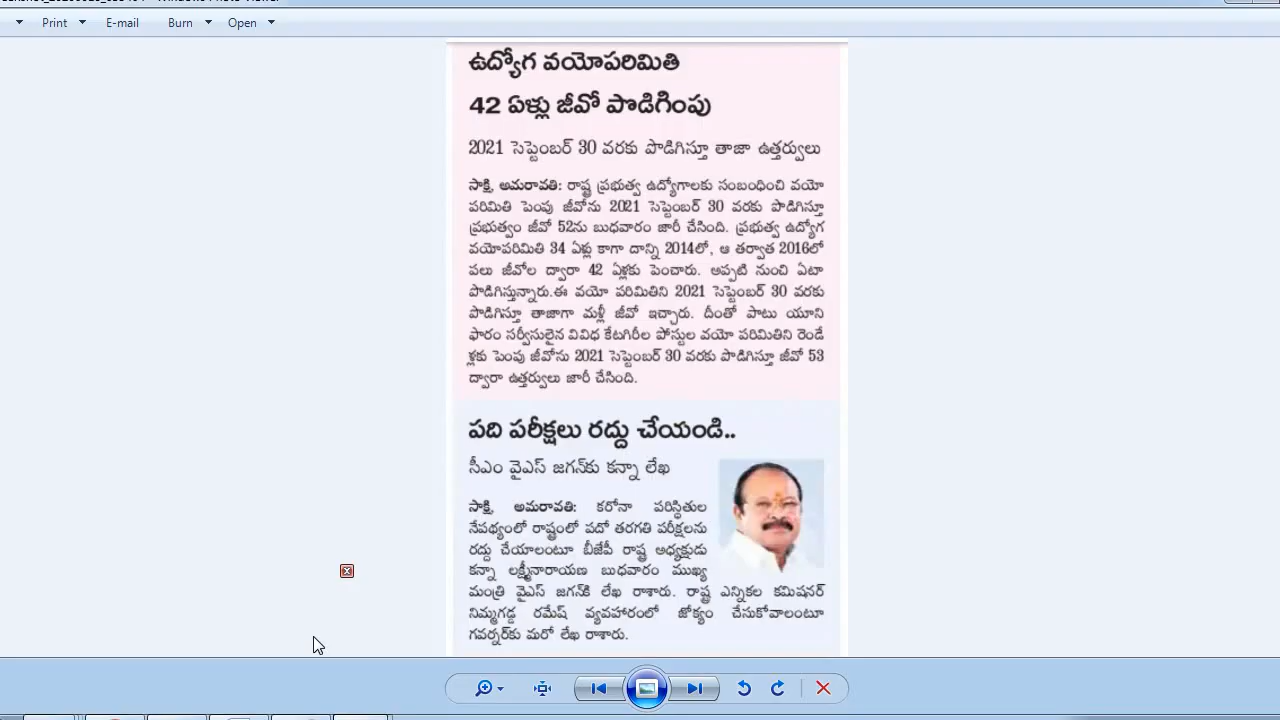 Print
E-mail
Burn
Open
ఉద్యోగ వయోపరిమితి
42 ఏళ్లు జీవో పొడిగింపు
2021 సెప్టెంబర్ 30 వరకు పొడిగిస్తూ తాజా ఉత్తర్వులు
సాక్షి, అమరావతి: రాష్ట్ర ప్రభుత్వ ఉద్యోగాలకు సంబంధించి వయో
పరిమితి పెంపు జీవోను 2021 సెప్టెంబర్ 30 వరకు పొడిగిస్తూ
ప్రభుత్వం జీవో 52ను బుధవారం జారీ చేసింది. ప్రభుత్వ ఉద్యోగ
వయోపరిమితి 34 ఏళ్లు కాగా దాన్ని 2014లో, ఆ తర్వాత 2016లో
పలు జీవోల ద్వారా 42 ఏళ్లకు పెంచారు. అప్పటి నుంచి ఏటా
పొడిగిస్తున్నారు.ఈ వయో పరిమితిని 2021 సెప్టెంబర్ 30 వరకు
పొడిగిస్తూ తాజాగా మళ్లీ జీవో ఇచ్చారు. దీంతో పాటు యూని
ఫారం సర్వీసులైన వివిధ కేటగిరీల పోస్టుల వయో పరిమితిని రెండే
ళ్లకు పెంపు జీవోను 2021 సెప్టెంబర్ 30 వరకు పొడిగిస్తూ జీవో 53
ద్వారా ఉత్తర్వులు జారీ చేసింది.
పది పరీక్షలు రద్దు చేయండి..
సీఎం వైఎస్ జగన్‌కు కన్నా లేఖ
సాక్షి, అమరావతి: కరోనా పరిస్థితుల
నేపథ్యంలో రాష్ట్రంలో పదో తరగతి పరీక్షలను
రద్దు చేయాలంటూ బీజేపీ రాష్ట్ర అధ్యక్షుడు
కన్నా లక్ష్మీనారాయణ బుధవారం ముఖ్య
మంత్రి వైఎస్ జగన్‌కి లేఖ రాశారు. రాష్ట్ర ఎన్నికల కమిషనర్
నిమ్మగడ్డ రమేష్ వ్యవహారంలో జోక్యం చేసుకోవాలంటూ
గవర్నర్‌కు మరో లేఖ రాశారు.